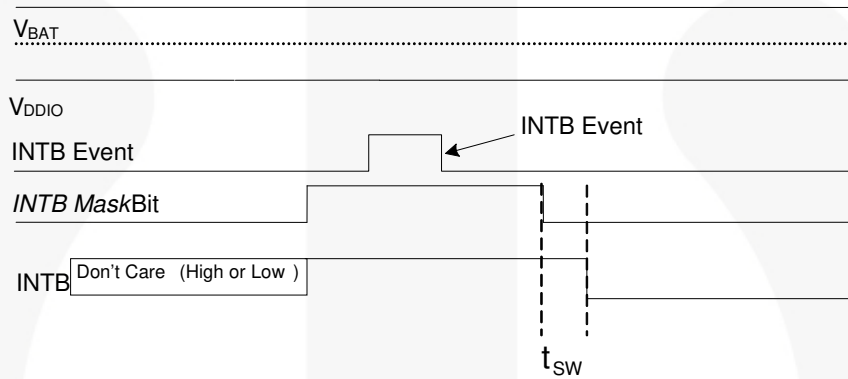 VBAT
VDDIO
INTB Event
INTB Event
INTB MaskBit
INTB
Don't Care (High or Low )
tSW